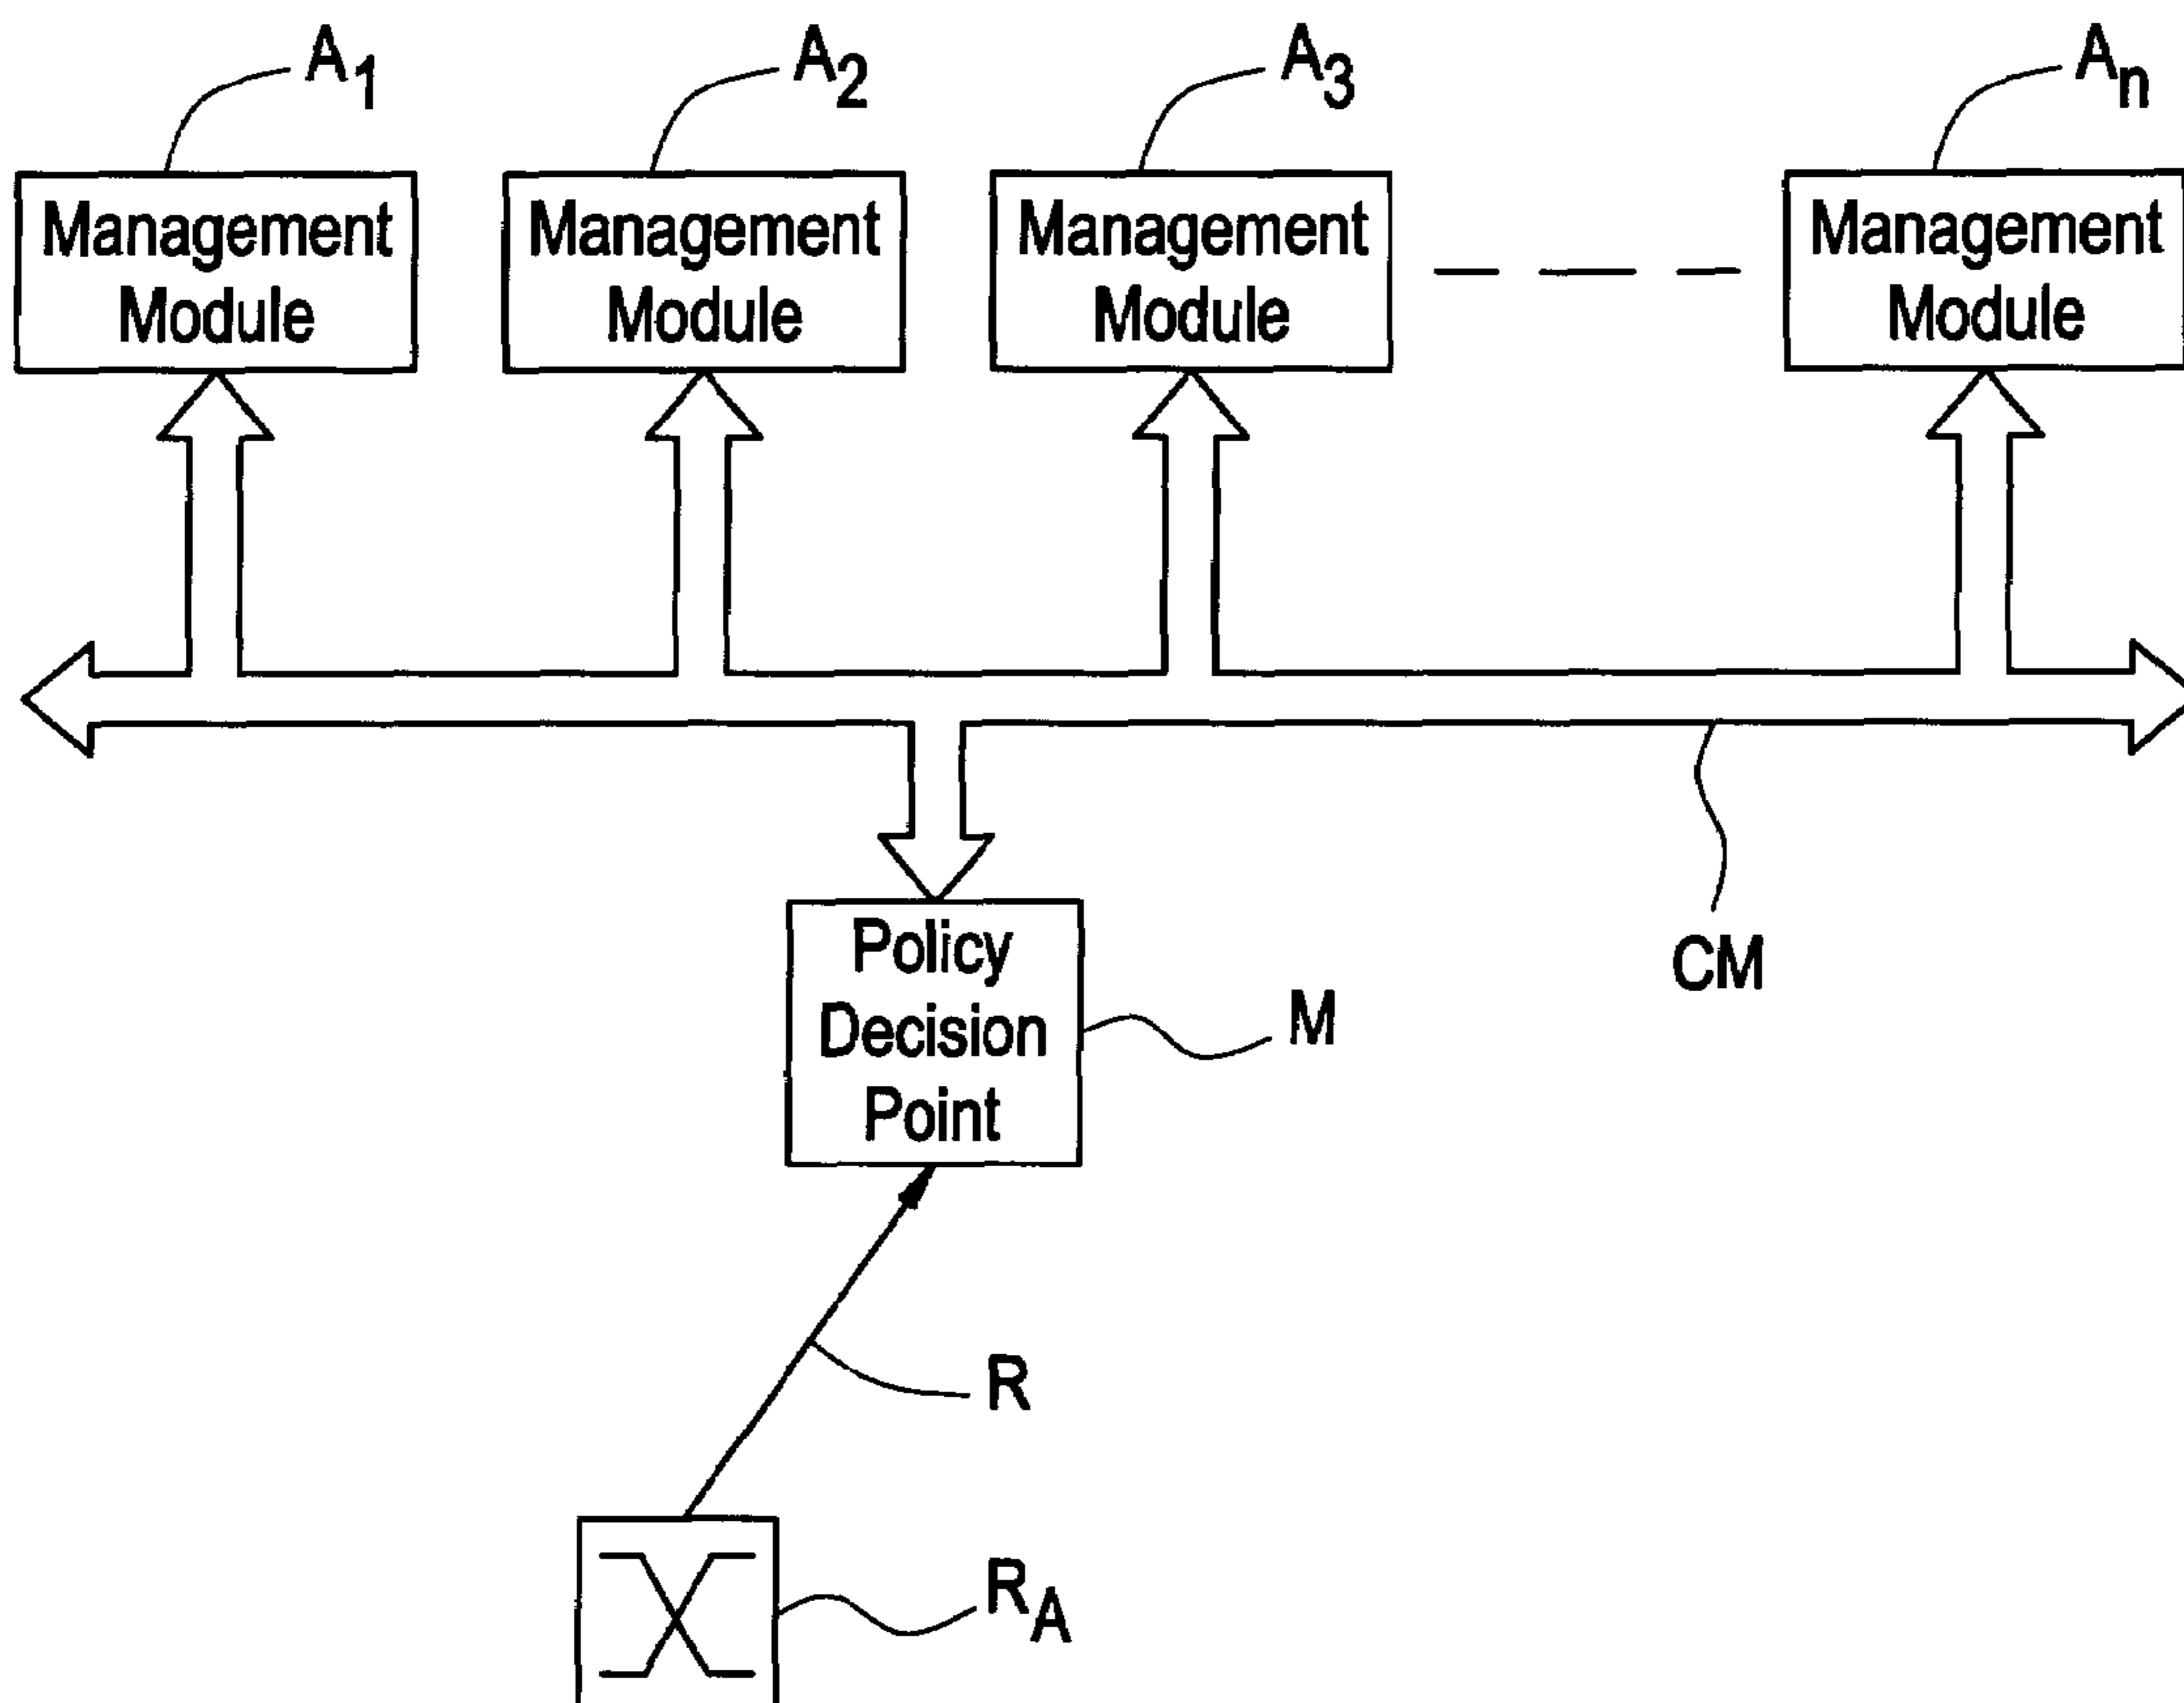 A1
A2
A3
An
Management
Module
Management
Module
Management
Module
Management
Module
CM
Policy
Decision
Point
M
R
RA